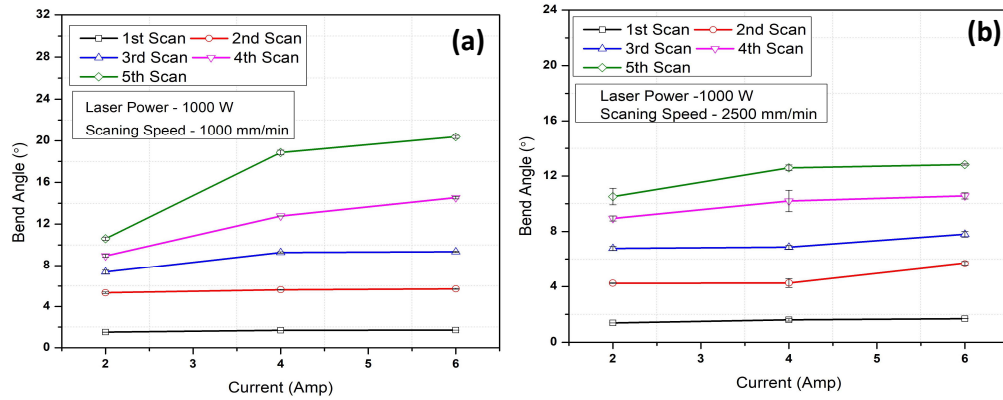 (a)
1st Scan 2nd Scan
3rd Scan 4th Scan
5th Scan
Laser Power - 1000 W
Scaning Speed - 1000 mm/min
Bend Angle (°)
32
28
24
20
16
12
8
4
0
2 3 4 5 6
Current (Amp)
(b)
1st Scan 2nd Scan
3rd Scan 4th Scan
5th Scan
Laser Power -1000 W
Scaning Speed - 2500 mm/min
Bend Angle (°)
24
20
16
12
8
4
0
2 3 4 5 6
Current (Amp)